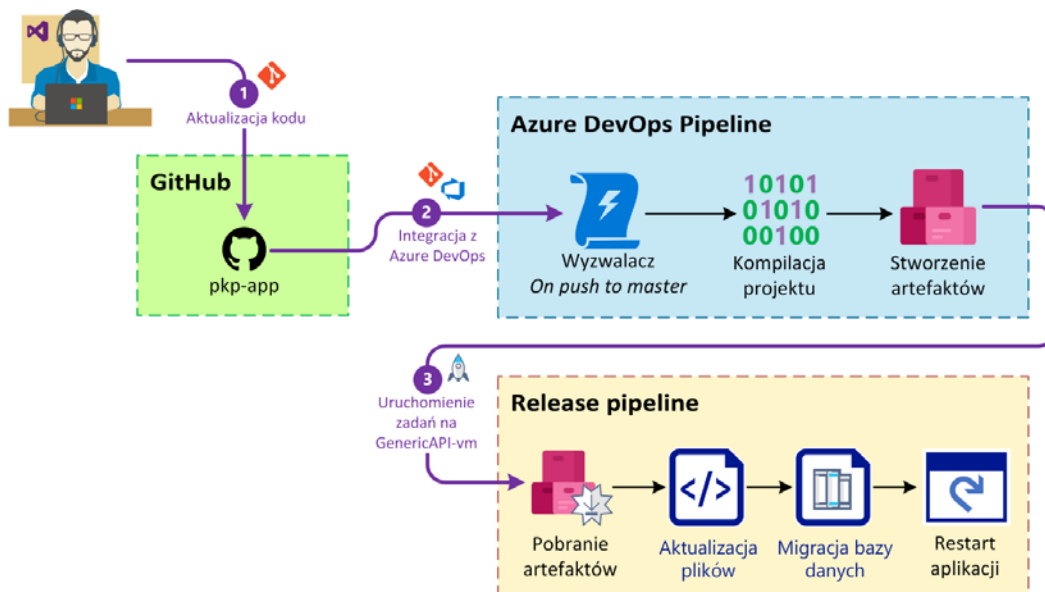 1
Aktualizacja kodu
GitHub
pkp-app
2
Integracja z
Azure DevOps
Azure DevOps Pipeline
Wyzwalacz
On push to master
10101
01010
00100
Kompilacja
projektu
Stworzenie
artefaktów
3
Uruchomienie
zadań na
GenericAPI-vm
Release pipeline
Pobranie
artefaktów
</>
Aktualizacja
plików
Migracja bazy
danych
Restart
aplikacji